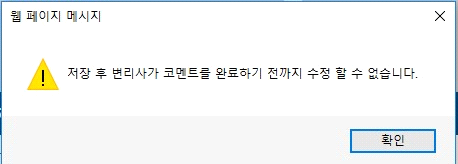 웹 페이지 메시지
저장 후 변리사가 코멘트를 완료하기 전까지 수정 할 수 없습니다.
확인